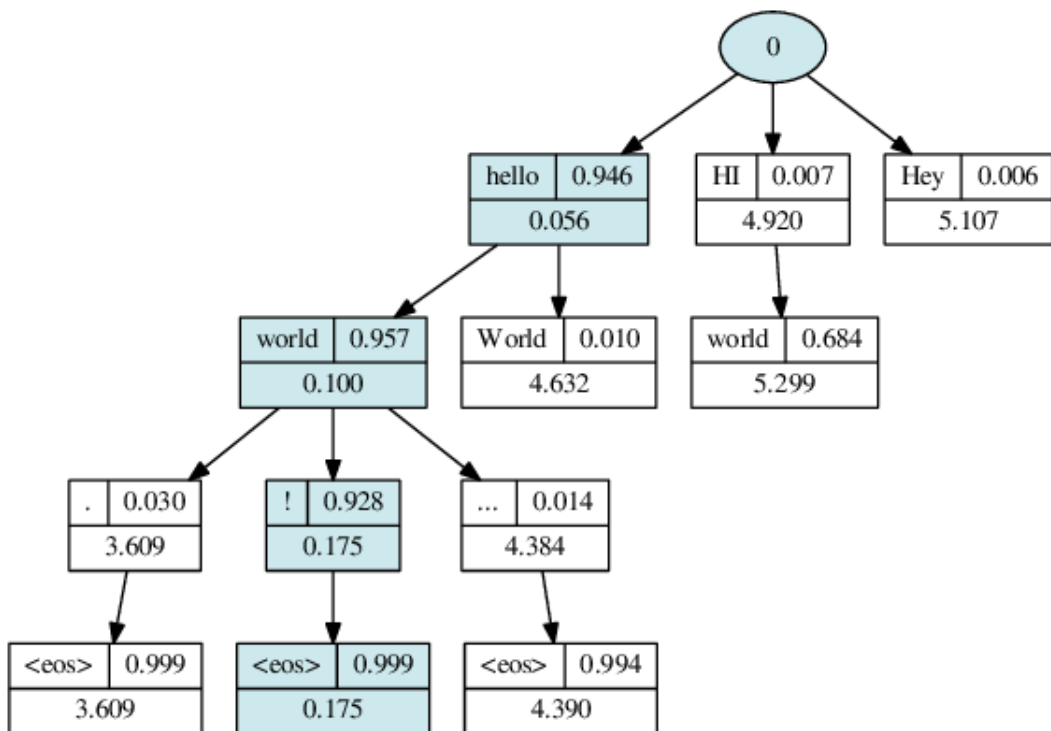 0
hello 0.946 HI 0.007 Hey 0.006
0.056 4.920 5.107
world 0.957 World 0.010 world 0.684
0.100 4.632 5.299
. 0.030 ! 0.928 ... 0.014
3.609 0.175 4.384
<eos> 0.999 <eos> 0.999 <eos> 0.994
3.609 0.175 4.390